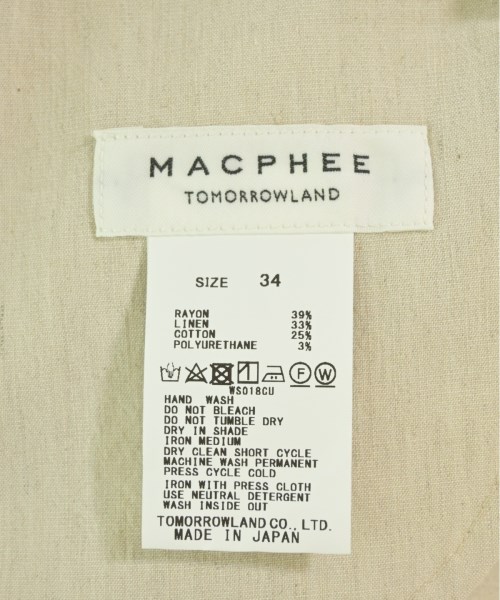 MACPHEE
TOMORROWLAND
SIZE 34
RAYON 39%
LINEN 33%
COTTON 25%
POLYURETHANE 3%
F W
WS018CU
HAND WASH
DO NOT BLEACH
DO NOT TUMBLE DRY
DRY IN SHADE
IRON MEDIUM
DRY CLEAN SHORT CYCLE
MACHINE WASH PERMANENT
PRESS CYCLE COLD
IRON WITH PRESS CLOTH
USE NEUTRAL DETERGENT
WASH INSIDE OUT
TOMORROWLAND CO., LTD.
MADE IN JAPAN